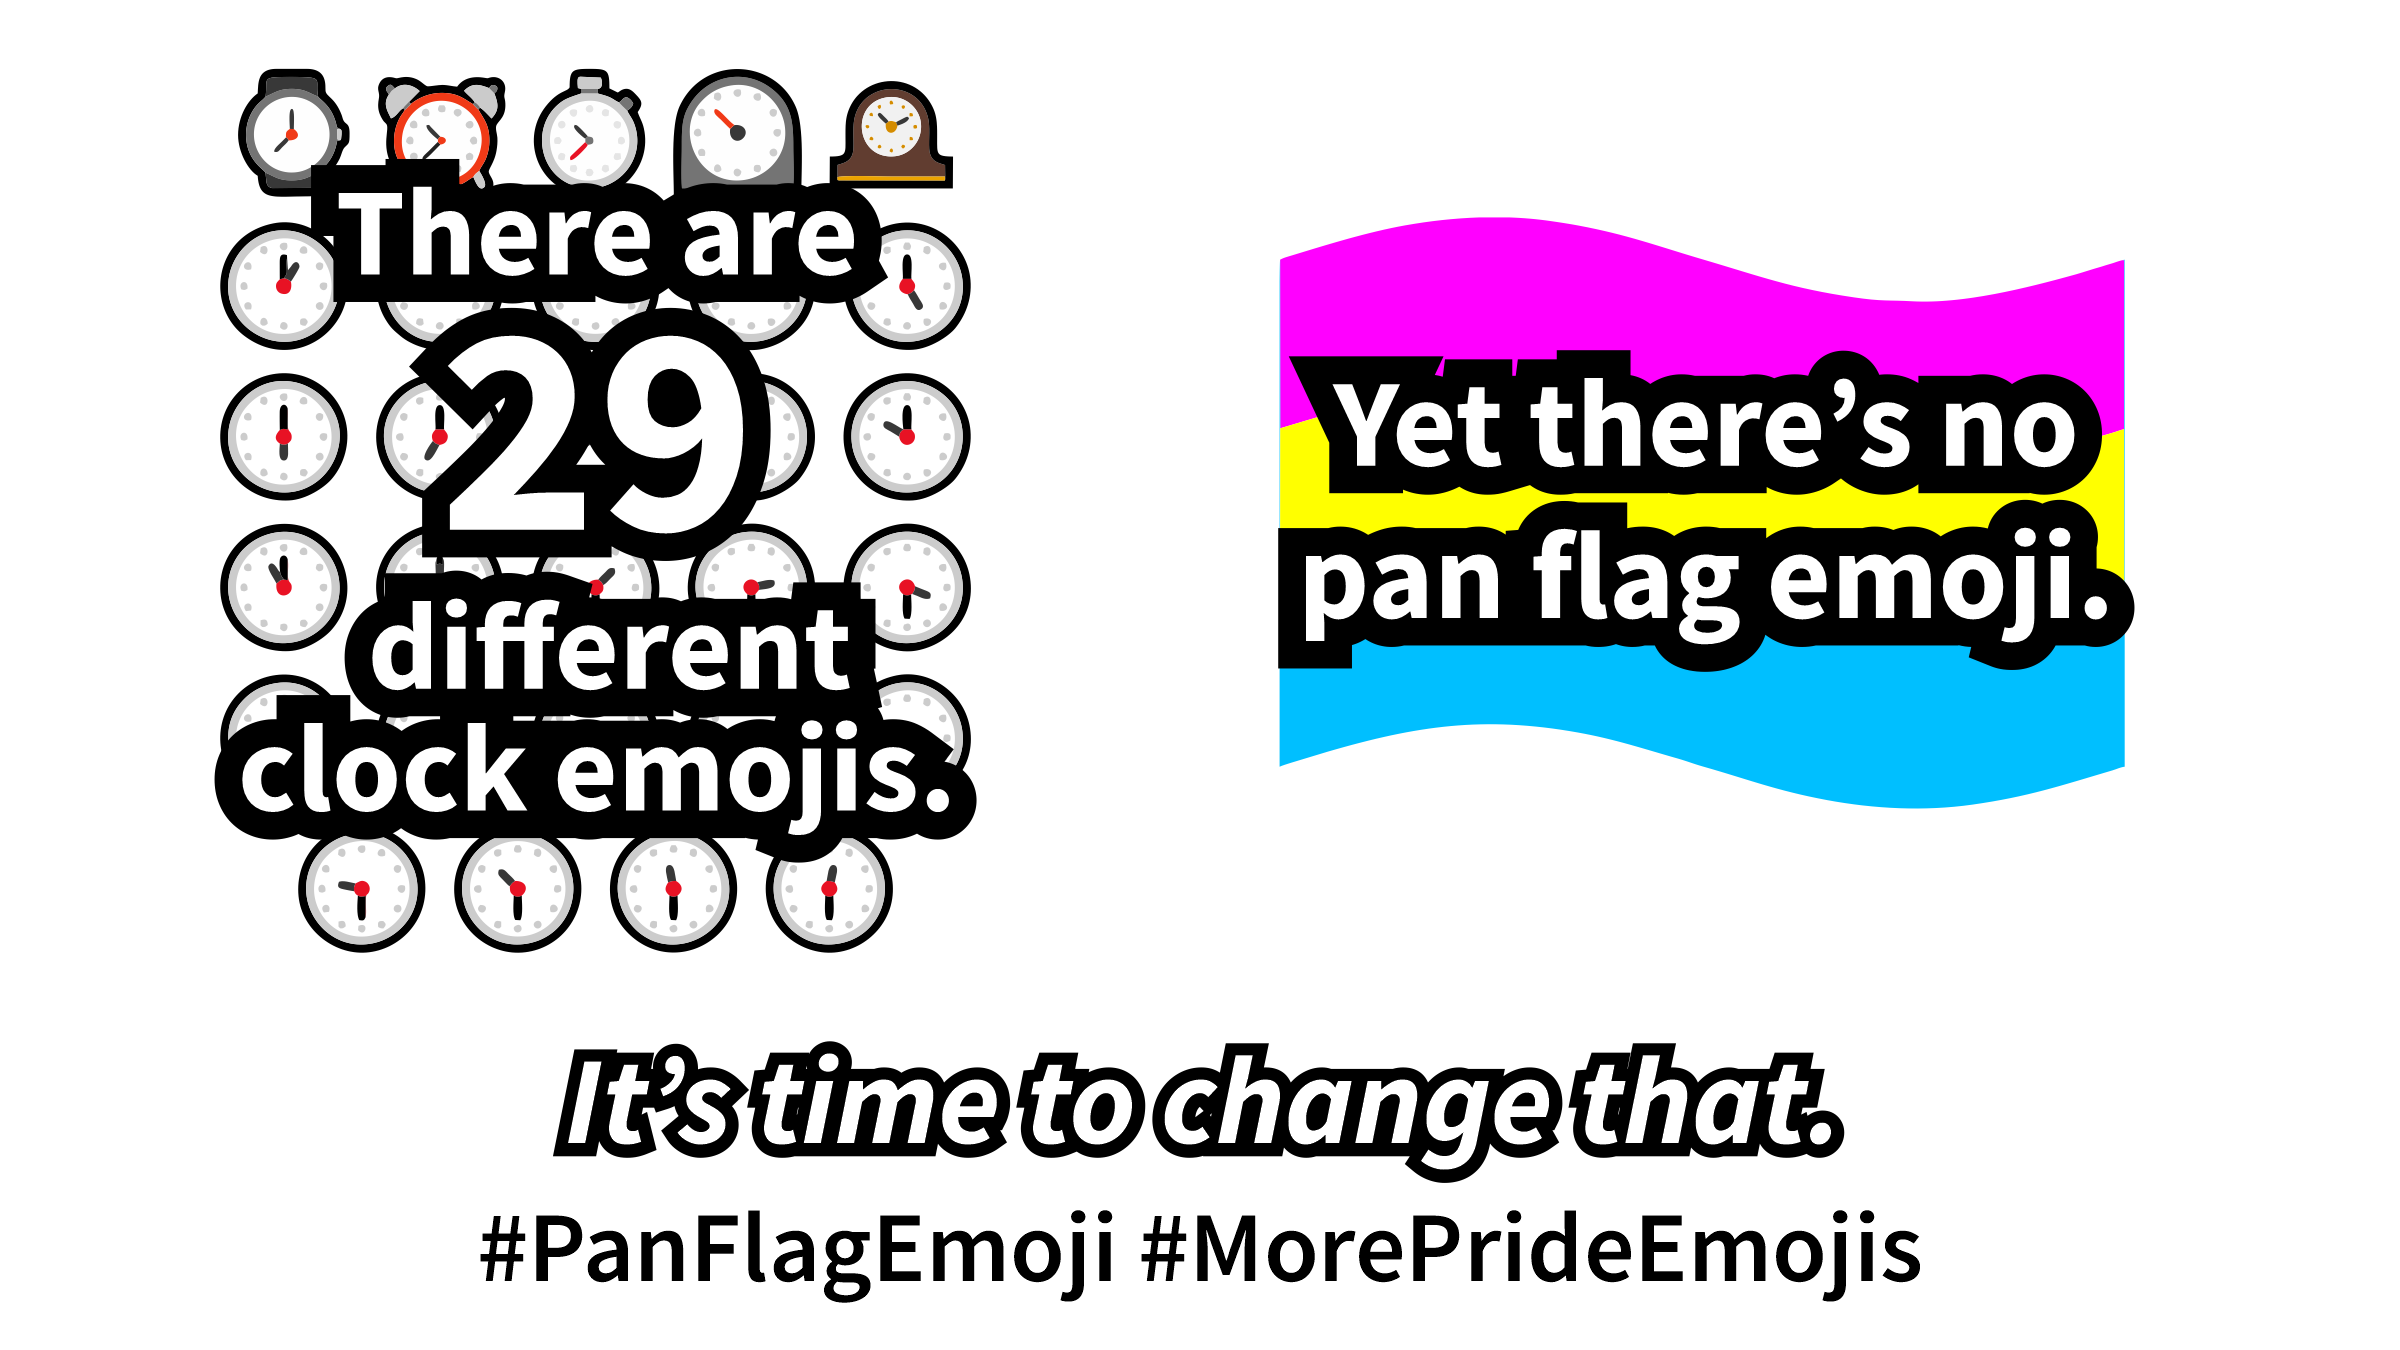 There are
29
different
clock emojis.
Yet there’s no
pan flag emoji.
It’s time to change that.
#PanFlagEmoji #MorePrideEmojis